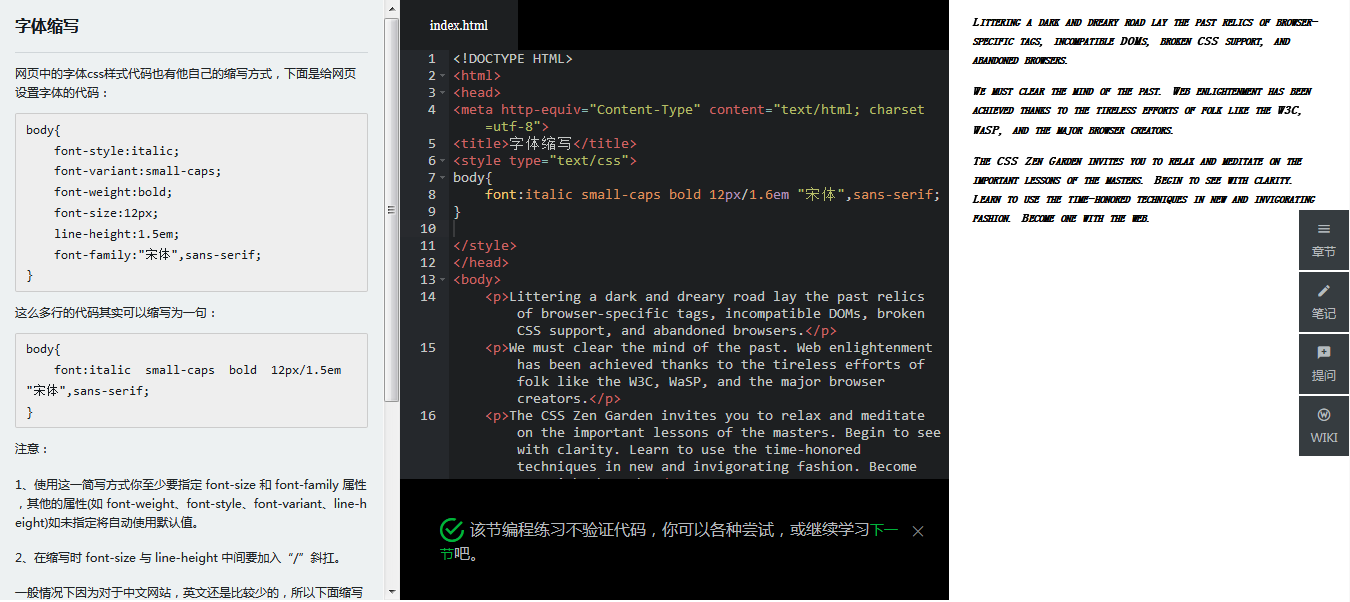 字体缩写
网页中的字体css样式代码也有他自己的缩写方式，下面是给网页
设置字体的代码：
body{
font-style:italic;
font-variant:small-caps;
font-weight:bold;
font-size:12px;
line-height:1.5em;
font-family:"宋体",sans-serif;
}
这么多行的代码其实可以缩写为一句：
body{
font:italic small-caps bold 12px/1.5em
"宋体",sans-serif;
}
注意：
1、使用这一简写方式你至少要指定 font-size 和 font-family 属性
，其他的属性(如 font-weight、font-style、font-variant、line-h
eight)如未指定将自动使用默认值。
2、在缩写时 font-size 与 line-height 中间要加入“/”斜扛。
一般情况下因为对于中文网站，英文还是比较少的，所以下面缩写
index.html
1 <!DOCTYPE HTML>
2 <html>
3 <head>
4 <meta http-equiv="Content-Type" content="text/html; charset
=utf-8">
5 <title>字体缩写</title>
6 <style type="text/css">
7 body{
8 font:italic small-caps bold 12px/1.6em "宋体",sans-serif;
9 }
10
11 </style>
12 </head>
13 <body>
14 <p>Littering a dark and dreary road lay the past relics
of browser-specific tags, incompatible DOMs, broken
CSS support, and abandoned browsers.</p>
15 <p>We must clear the mind of the past. Web enlightenment
has been achieved thanks to the tireless efforts of
folk like the W3C, WaSP, and the major browser
creators.</p>
16 <p>The CSS Zen Garden invites you to relax and meditate
on the important lessons of the masters. Begin to see
with clarity. Learn to use the time-honored
techniques in new and invigorating fashion. Become
该节编程练习不验证代码，你可以各种尝试，或继续学习下一
节吧。
Littering a dark and dreary road lay the past relics of browser-
specific tags, incompatible DOMs, broken CSS support, and
abandoned browsers.
We must clear the mind of the past. Web enlightenment has been
achieved thanks to the tireless efforts of folk like the W3C,
WaSP, and the major browser creators.
The CSS Zen Garden invites you to relax and meditate on the
important lessons of the masters. Begin to see with clarity.
Learn to use the time-honored techniques in new and invigorating
fashion. Become one with the web.
章节
笔记
提问
WIKI